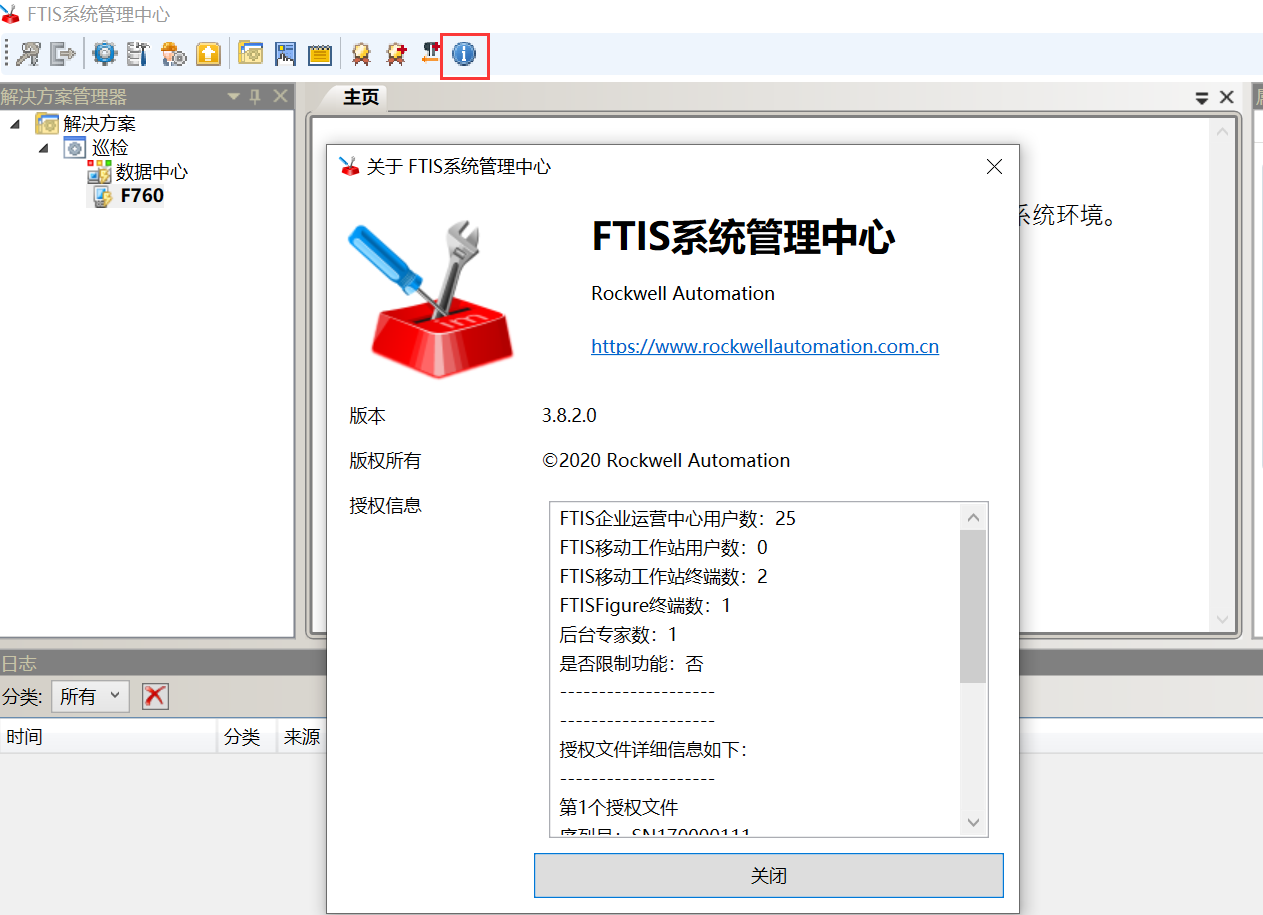 FTIS系统管理中心
解决方案管理器
主页
解决方案
巡检
数据中心
F760
系统环境。
关于 FTIS系统管理中心
FTIS系统管理中心
Rockwell Automation
https://www.rockwellautomation.com.cn
版本 3.8.2.0
版权所有 ©2020 Rockwell Automation
授权信息
FTIS企业运营中心用户数：25
FTIS移动工作站用户数：0
FTIS移动工作站终端数：2
FTISFigure终端数：1
后台专家数：1
是否限制功能：否
--------------------
--------------------
授权文件详细信息如下：
--------------------
第1个授权文件
序列号：SN170000111
关闭
日志
分类: 所有
时间 分类 来源